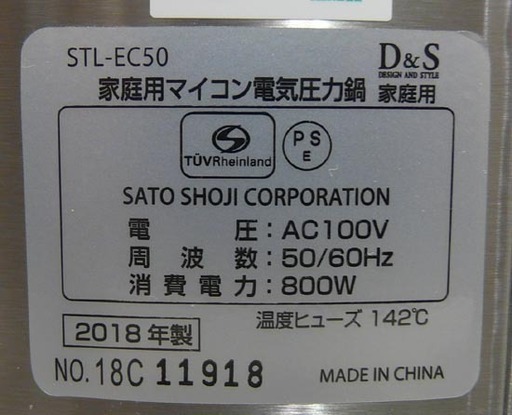 STL-EC50
D&S
DESIGN AND STYLE
家庭用マイコン電気圧力鍋 家庭用
TÜVRheinland
PS
E
SATO SHOJI CORPORATION
電圧:AC100V
周波数:50/60Hz
消費電力:800W
2018年製
温度ヒューズ 142℃
NO.18C 11918
MADE IN CHINA